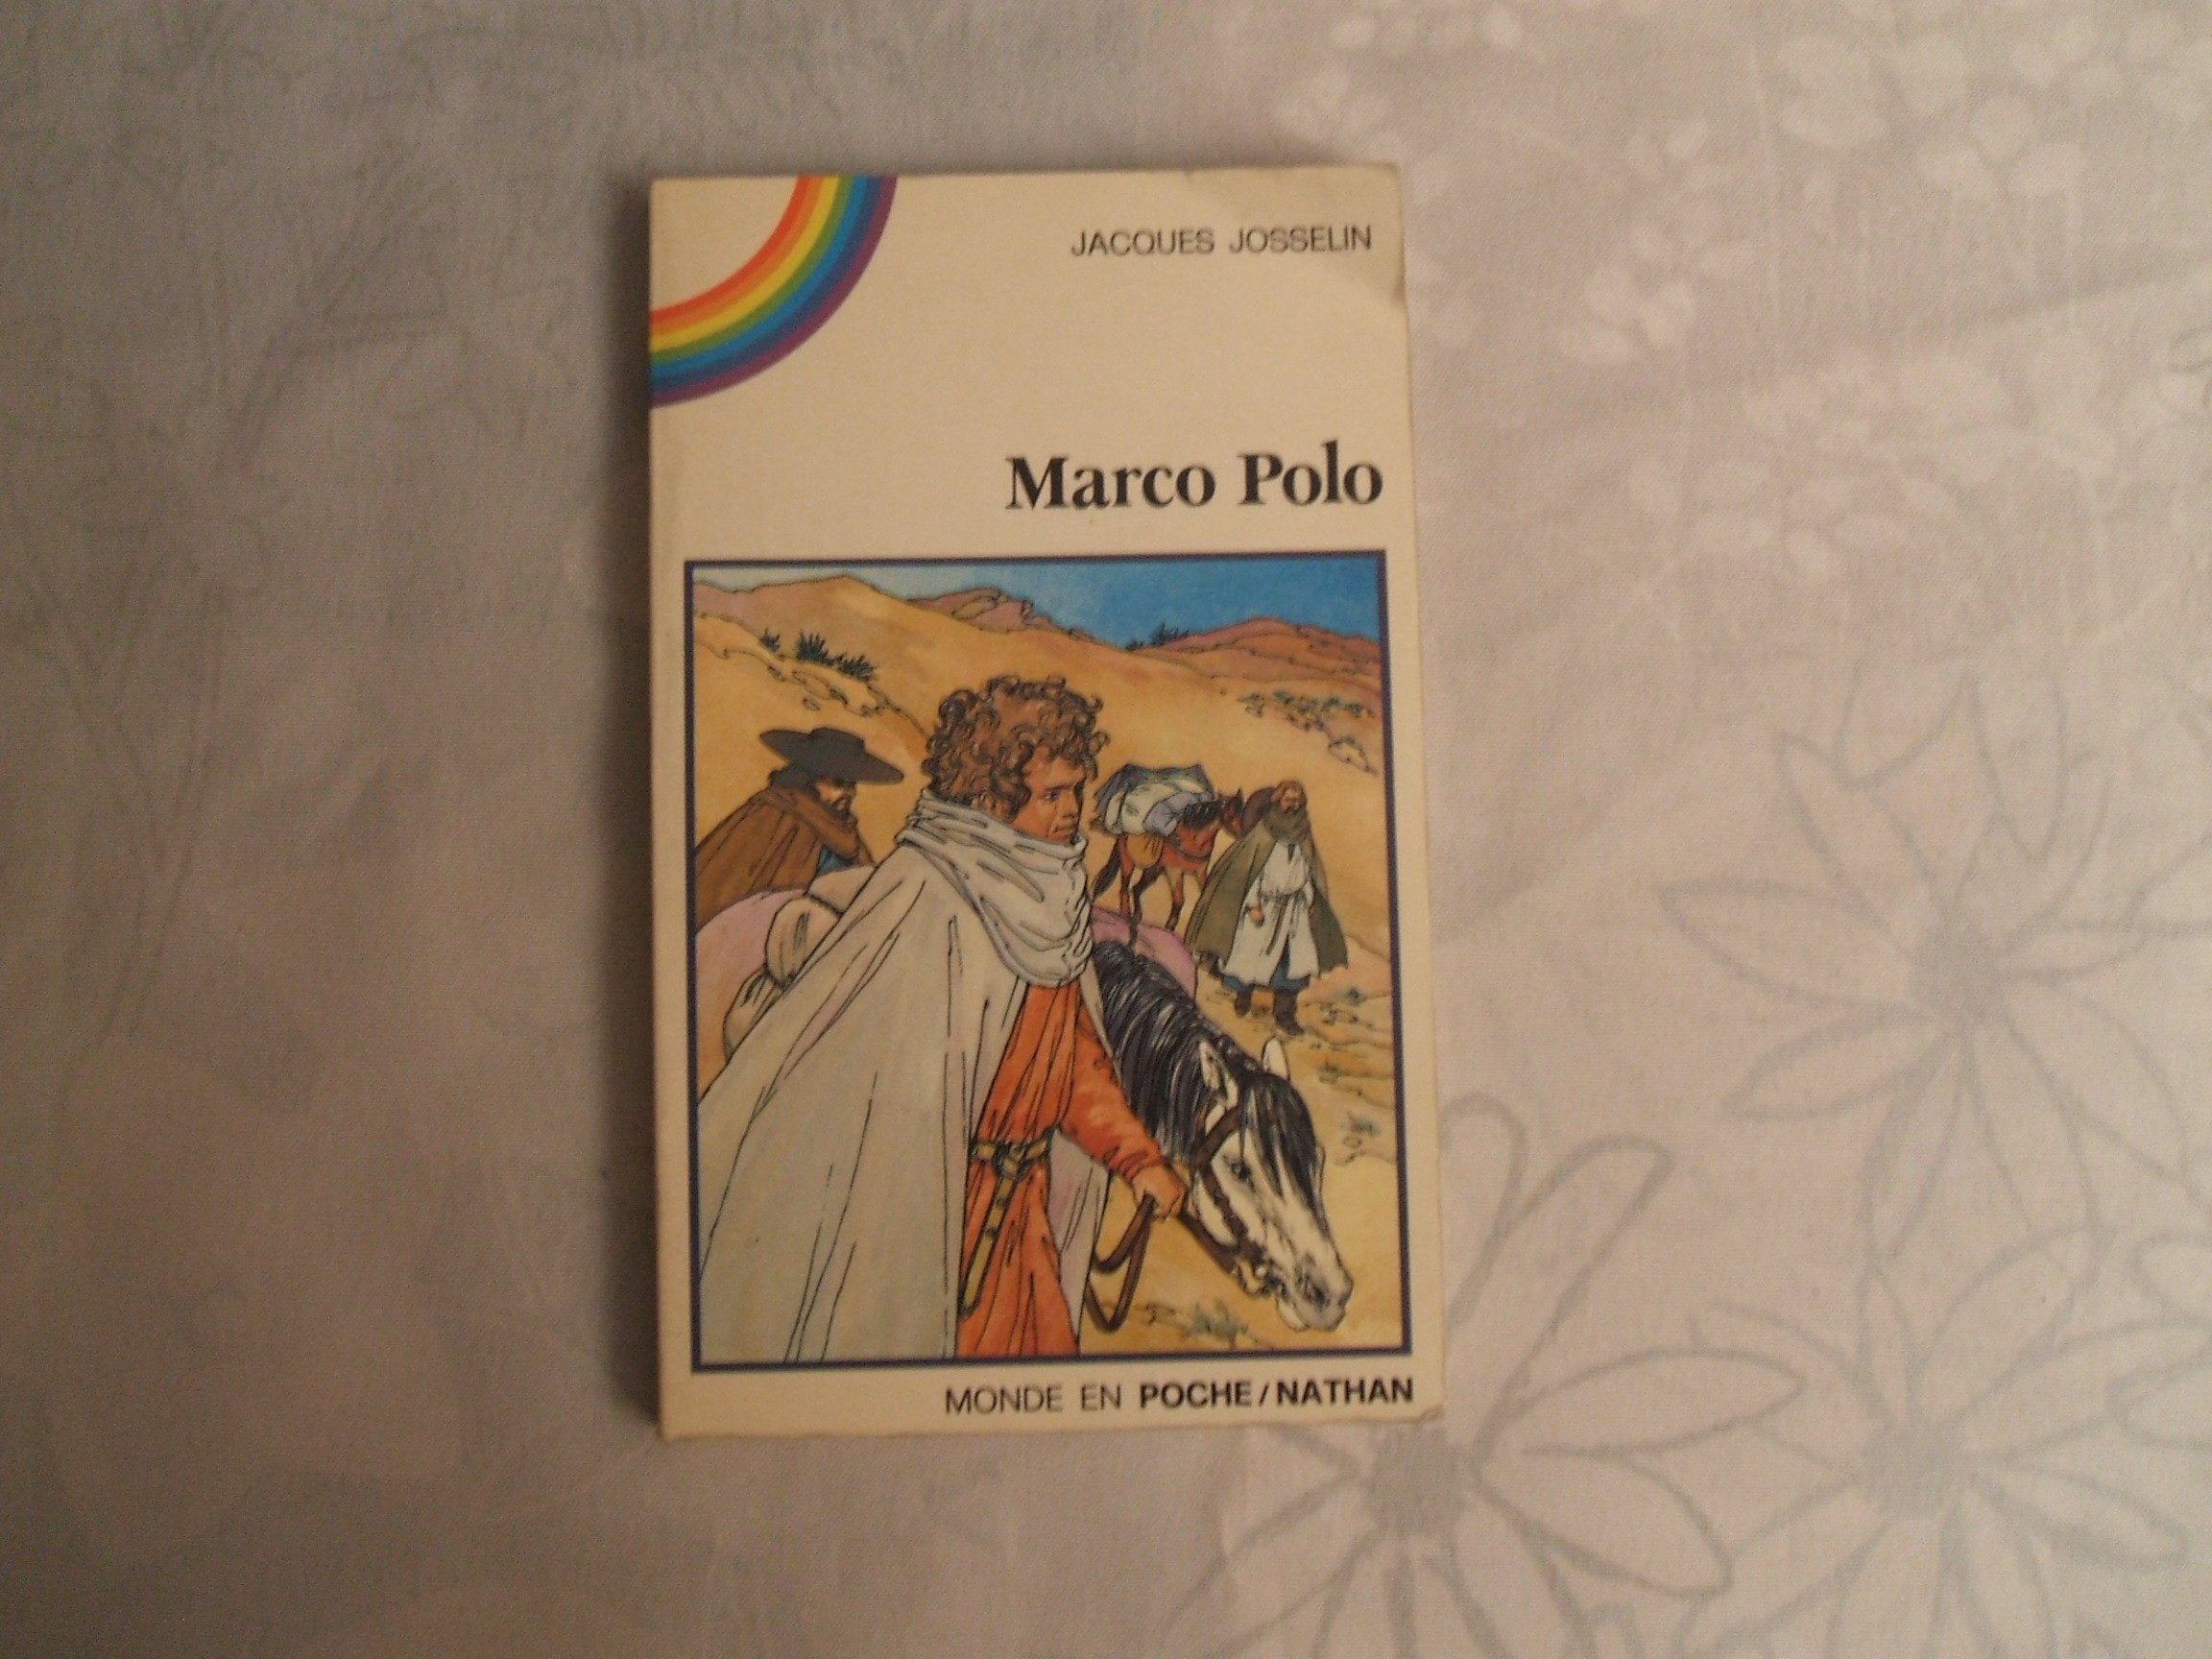 JACQUES JOSSELIN
Marco Polo
MONDE EN POCHE/NATHAN